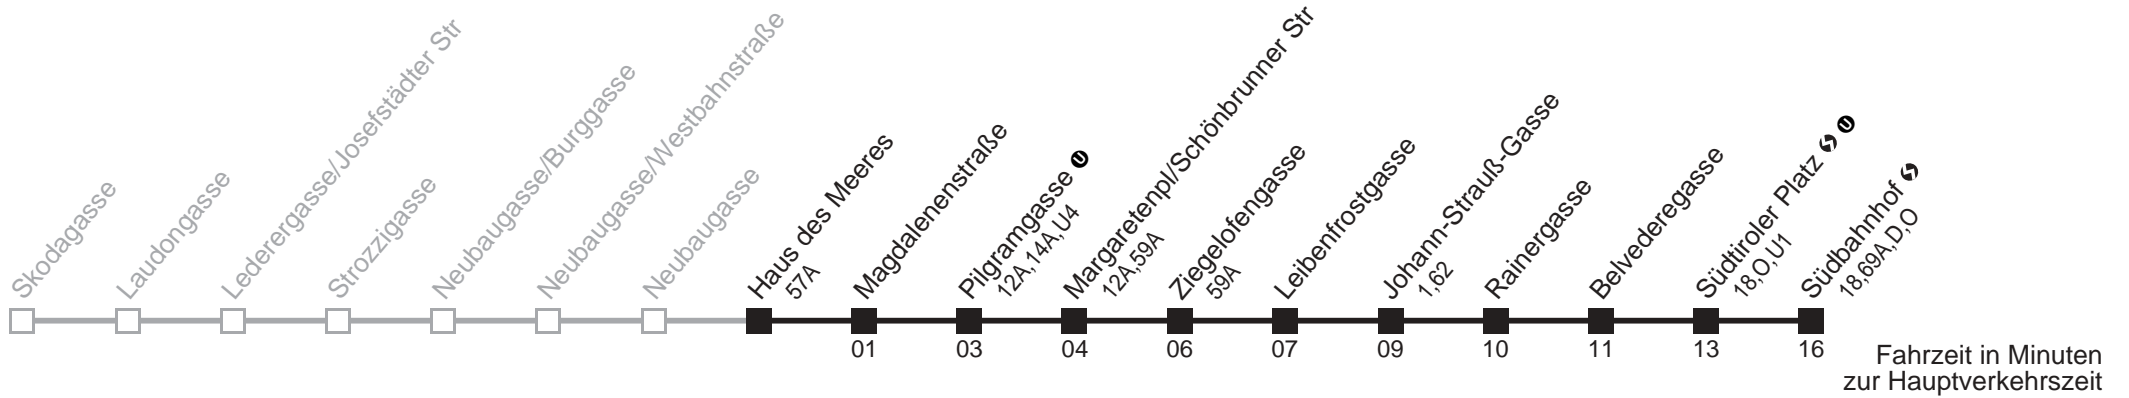 Skodagasse
Laudongasse
Lederergasse/Josefstädter Str
Strozzigasse
Neubaugasse/Burggasse
Neubaugasse/Westbahnstraße
Neubaugasse
Haus des Meeres
57A
Magdalenenstraße
Pilgramgasse U
12A,14A,U4
Margaretenpl/Schönbrunner Str
12A,59A
Ziegelofengasse
59A
Leibenfrostgasse
Johann-Strauß-Gasse
1,62
Rainergasse
Belvederegasse
Südtiroler Platz S U
18,O,U1
Südbahnhof S
18,69A,D,O
01 03 04 06 07 09 10 11 13 16
Fahrzeit in Minuten
zur Hauptverkehrszeit